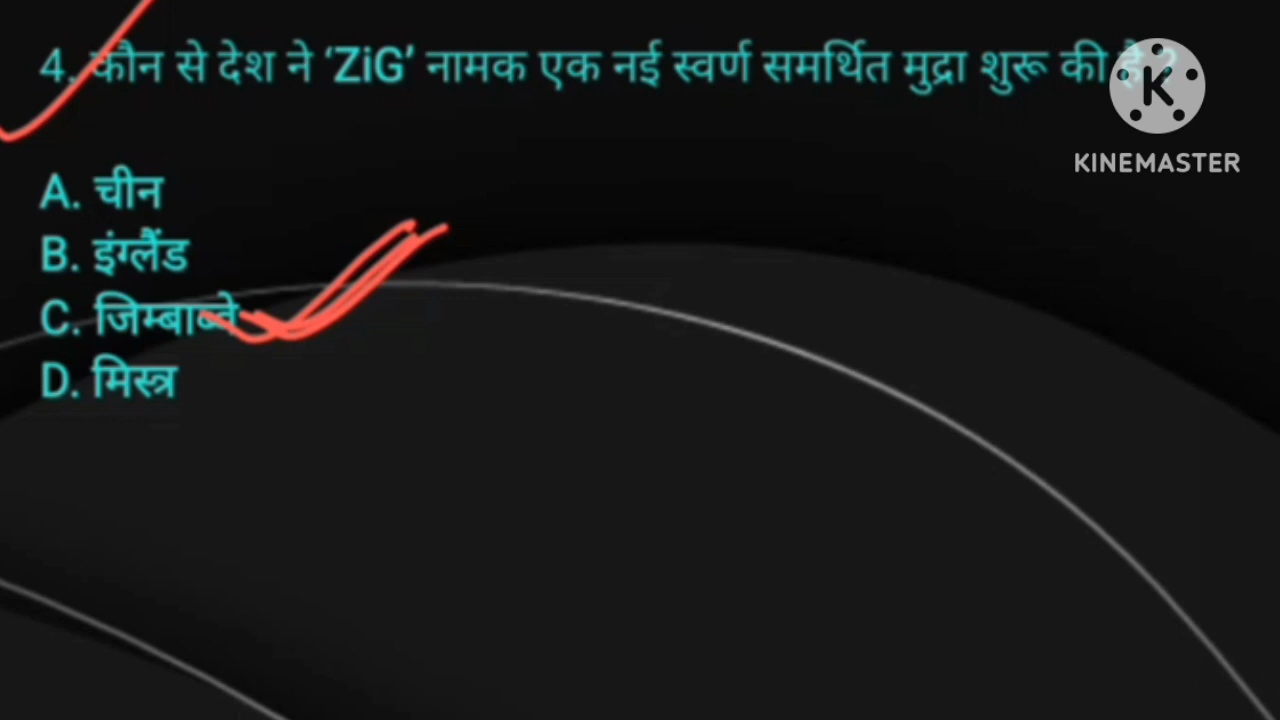 4. कौन से देश ने ‘ZiG’ नामक एक नई स्वर्ण समर्थित मुद्रा शुरू की है ?
K
KINEMASTER
A. चीन
B. इंग्लैंड
C. जिम्बाब्वे
D. मिस्त्र